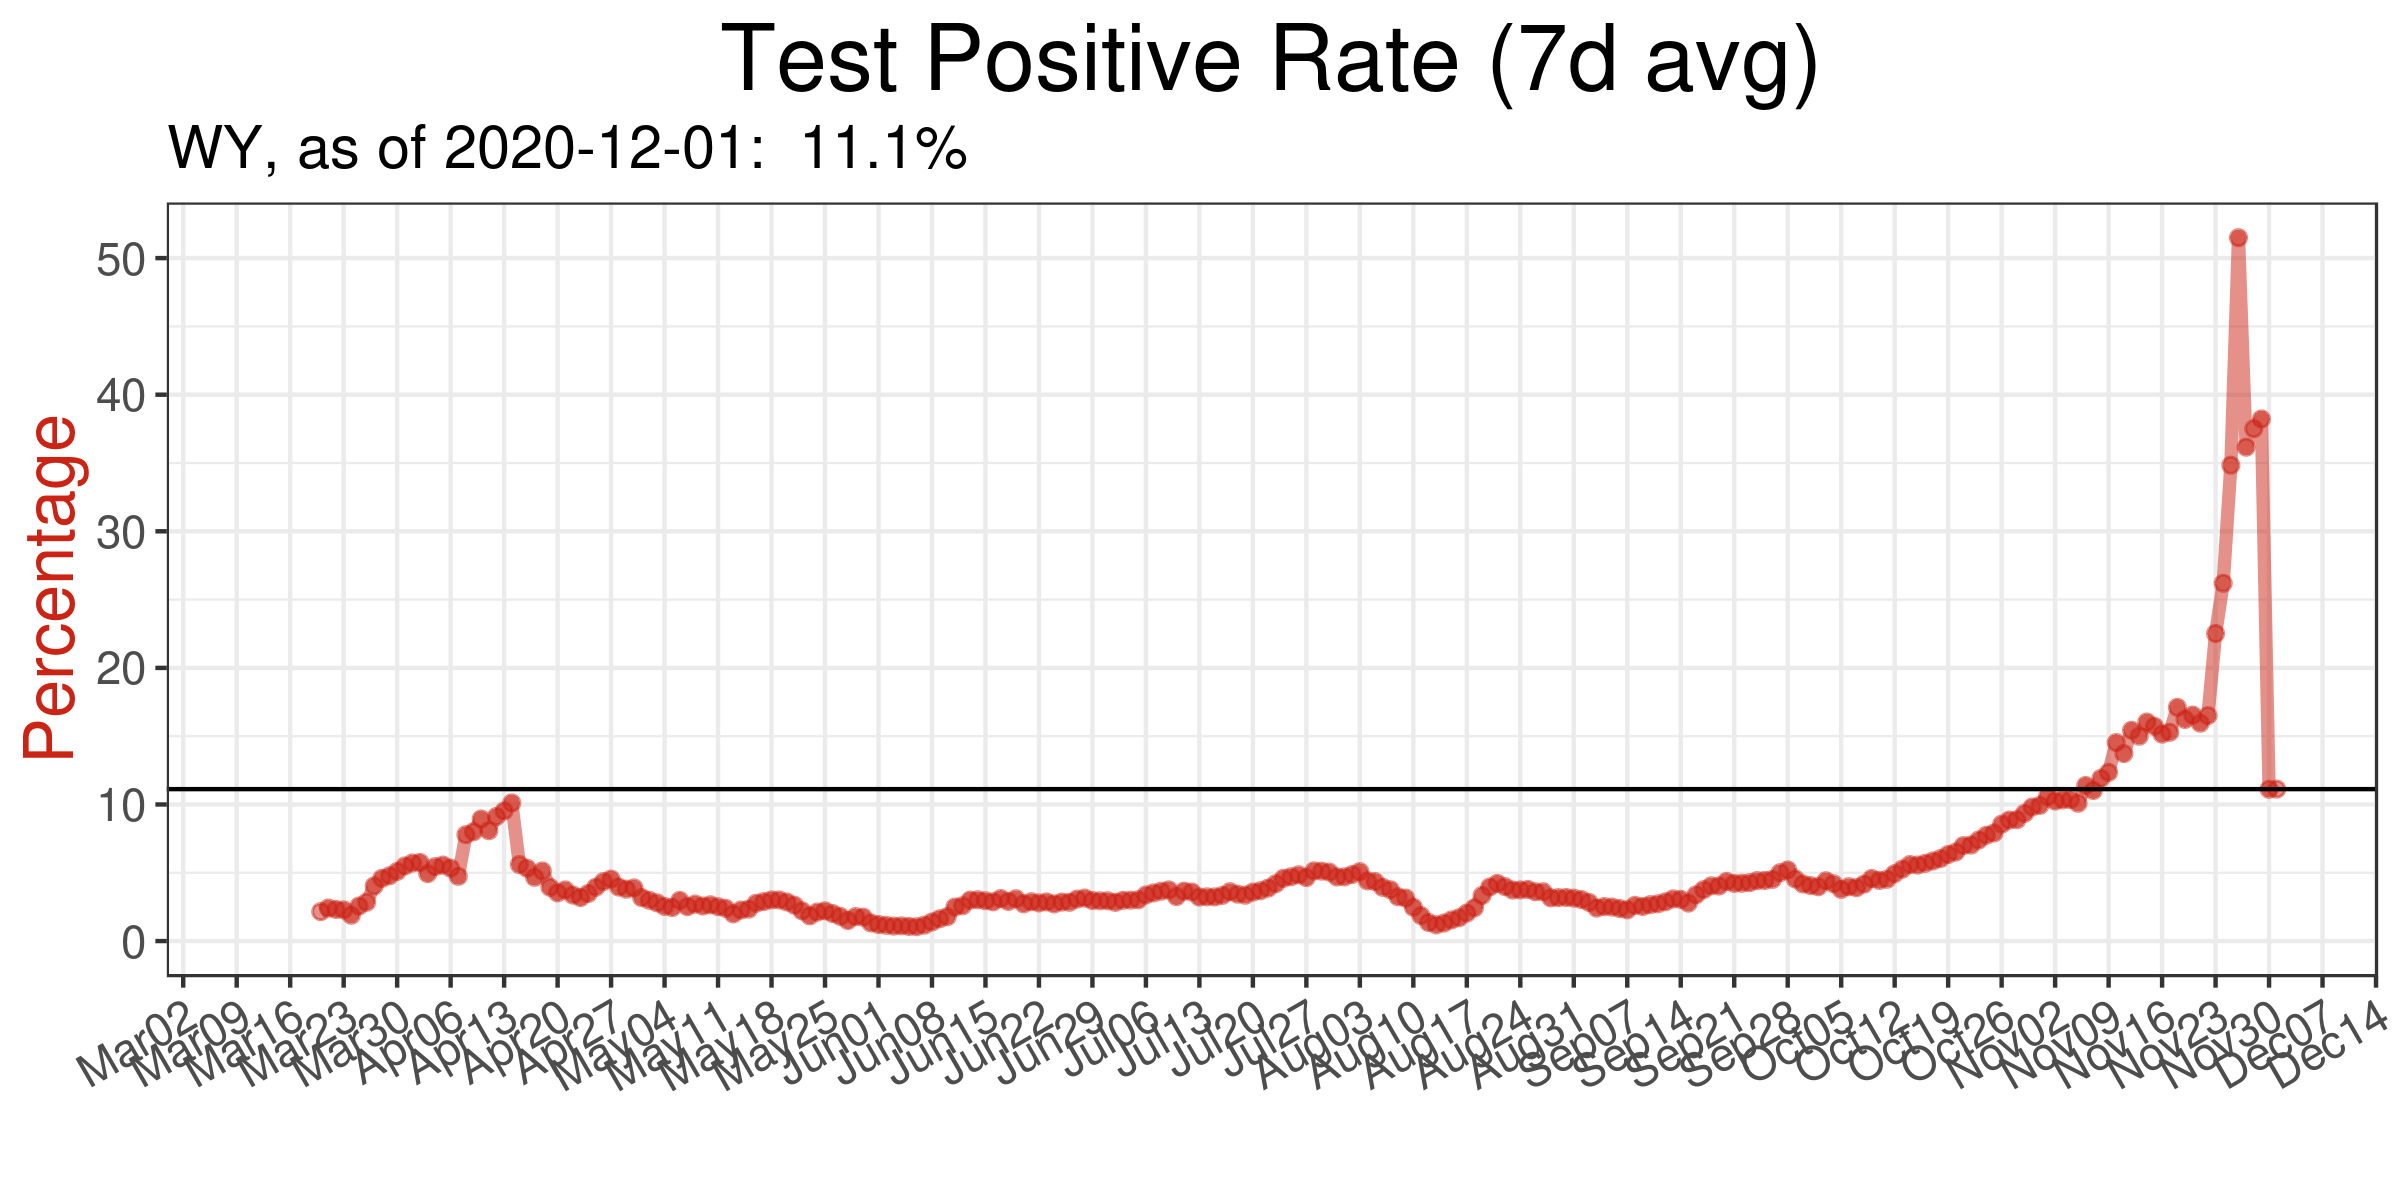 Test Positive Rate (7d avg)
WY, as of 2020-12-01: 11.1%
Percentage
50
40
30
20
10
0
Mar02
Mar09
Mar16
Mar23
Mar30
Apr06
Apr13
Apr20
Apr27
May04
May11
May18
May25
Jun01
Jun08
Jun15
Jun22
Jun29
Jul06
Jul13
Jul20
Jul27
Aug03
Aug10
Aug17
Aug24
Aug31
Sep07
Sep14
Sep21
Sep28
Oct05
Oct12
Oct19
Oct26
Nov02
Nov09
Nov16
Nov23
Nov30
Dec07
Dec14